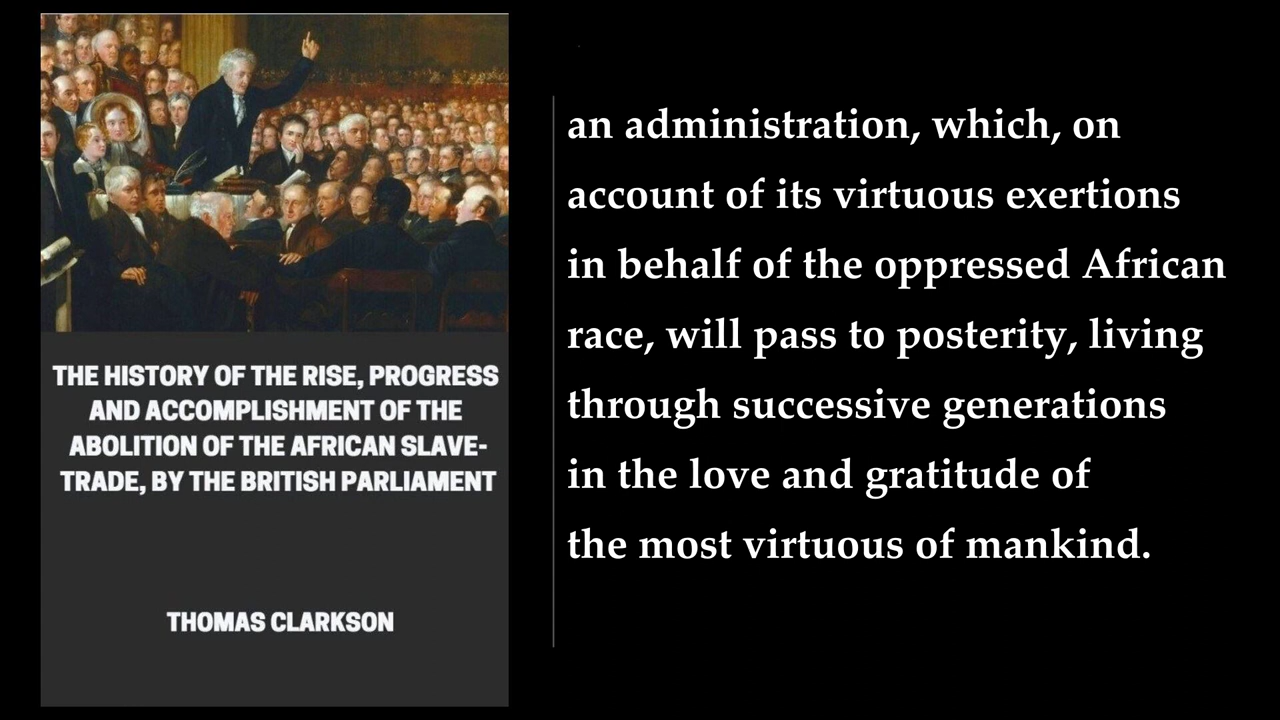 THE HISTORY OF THE RISE, PROGRESS
AND ACCOMPLISHMENT OF THE
ABOLITION OF THE AFRICAN SLAVE-
TRADE, BY THE BRITISH PARLIAMENT
THOMAS CLARKSON
an administration, which, on
account of its virtuous exertions
in behalf of the oppressed African
race, will pass to posterity, living
through successive generations
in the love and gratitude of
the most virtuous of mankind.